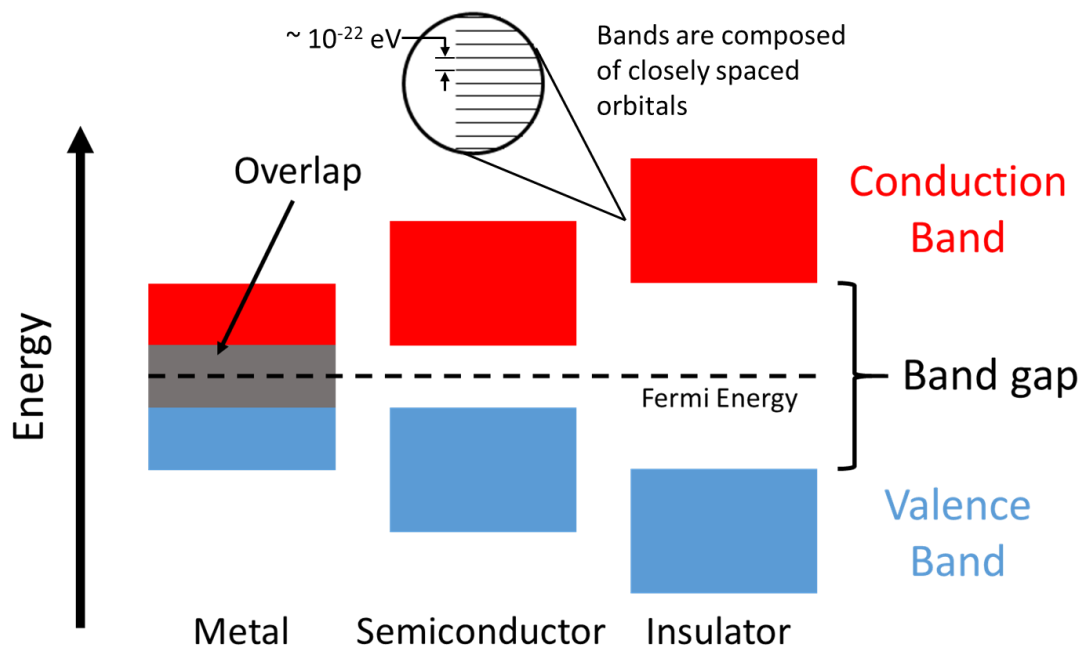 ~ 10⁻²² eV
Bands are composed
of closely spaced
orbitals
Overlap
Conduction
Band
Energy
Fermi Energy
Band gap
Valence
Band
Metal
Semiconductor
Insulator